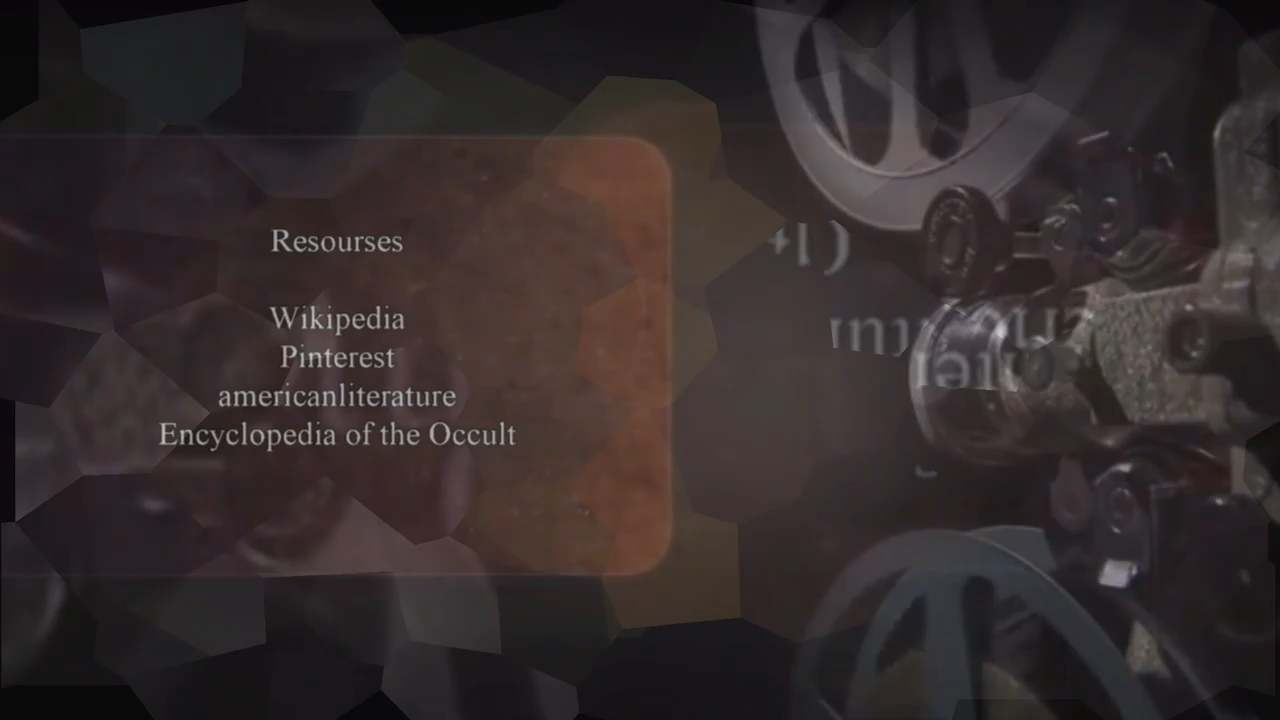 Resourses
Wikipedia
Pinterest
americanliterature
Encyclopedia of the Occult